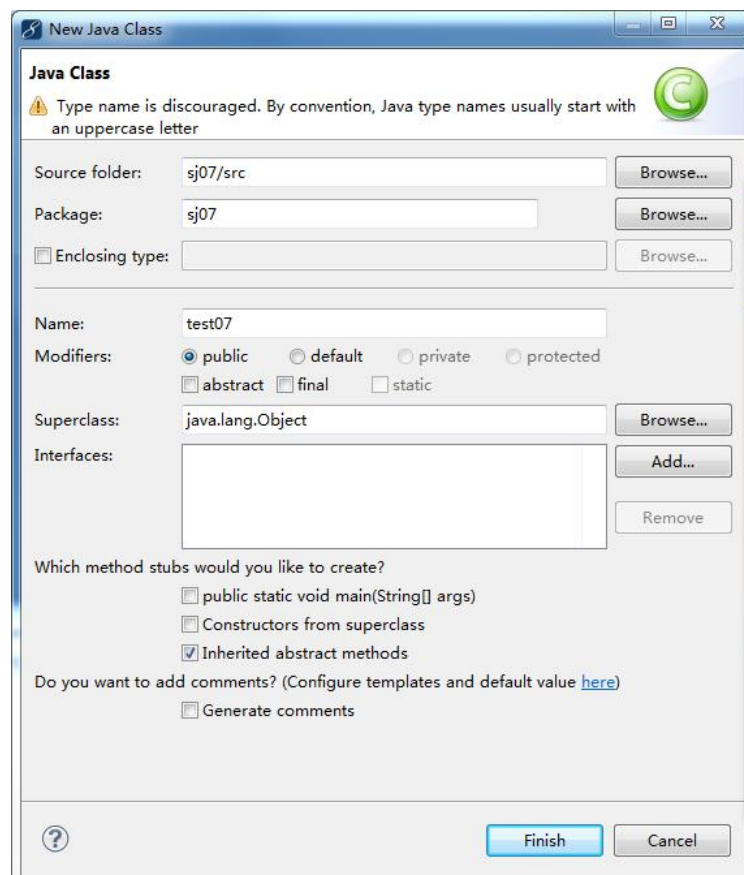 New Java Class
Java Class
Type name is discouraged. By convention, Java type names usually start with
an uppercase letter
Source folder: sj07/src Browse...
Package: sj07 Browse...
Enclosing type: Browse...
Name: test07
Modifiers: public default private protected
abstract final static
Superclass: java.lang.Object Browse...
Interfaces: Add...
Remove
Which method stubs would you like to create?
public static void main(String[] args)
Constructors from superclass
Inherited abstract methods
Do you want to add comments? (Configure templates and default value here)
Generate comments
Finish Cancel